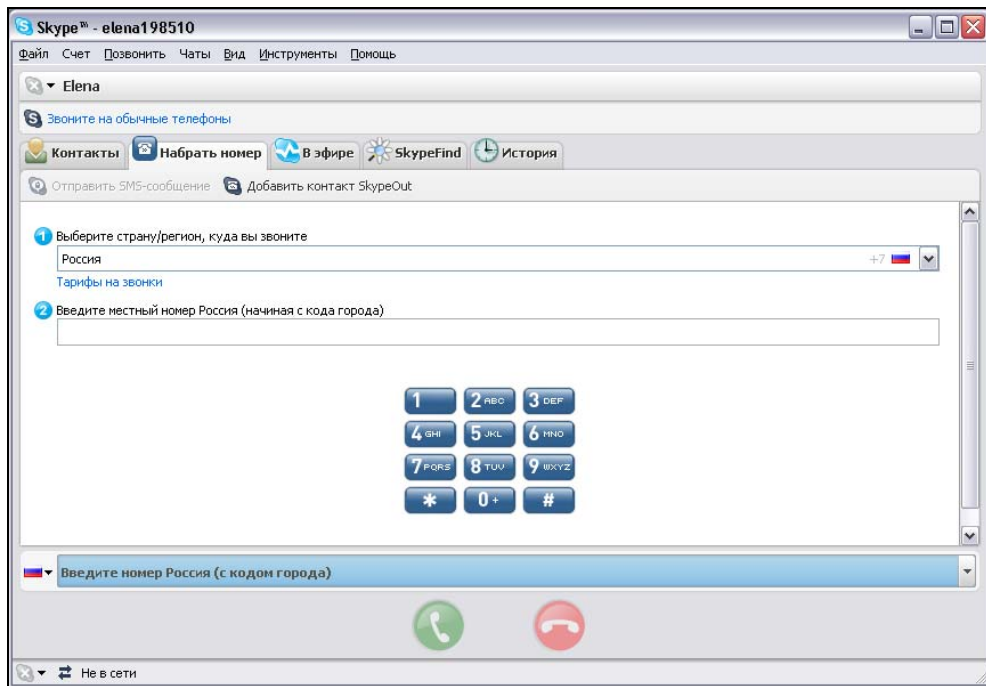 Skype™ - elena198510
Файл Счет Позвонить Чаты Вид Инструменты Помощь
Elena
Звоните на обычные телефоны
Контакты Набрать номер В эфире SkypeFind История
Отправить SMS-сообщение Добавить контакт SkypeOut
1 Выберите страну/регион, куда вы звоните
Россия +7
Тарифы на звонки
2 Введите местный номер Россия (начиная с кода города)
1 2 ABC 3 DEF
4 GHI 5 JKL 6 MNO
7 PQRS 8 TUV 9 WXYZ
* 0 + #
Введите номер Россия (с кодом города)
Не в сети